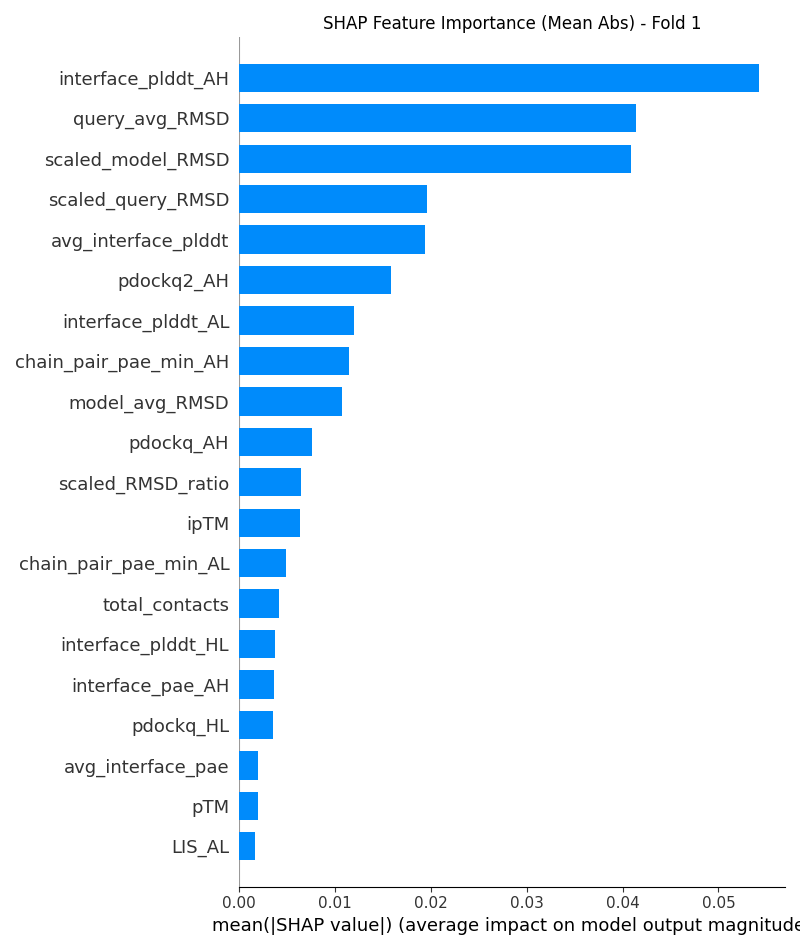 SHAP Feature Importance (Mean Abs) - Fold 1
interface_plddt_AH
query_avg_RMSD
scaled_model_RMSD
scaled_query_RMSD
avg_interface_plddt
pdockq2_AH
interface_plddt_AL
chain_pair_pae_min_AH
model_avg_RMSD
pdockq_AH
scaled_RMSD_ratio
ipTM
chain_pair_pae_min_AL
total_contacts
interface_plddt_HL
interface_pae_AH
pdockq_HL
avg_interface_pae
pTM
LIS_AL
0.00 0.01 0.02 0.03 0.04 0.05
mean(|SHAP value|) (average impact on model output magnitude